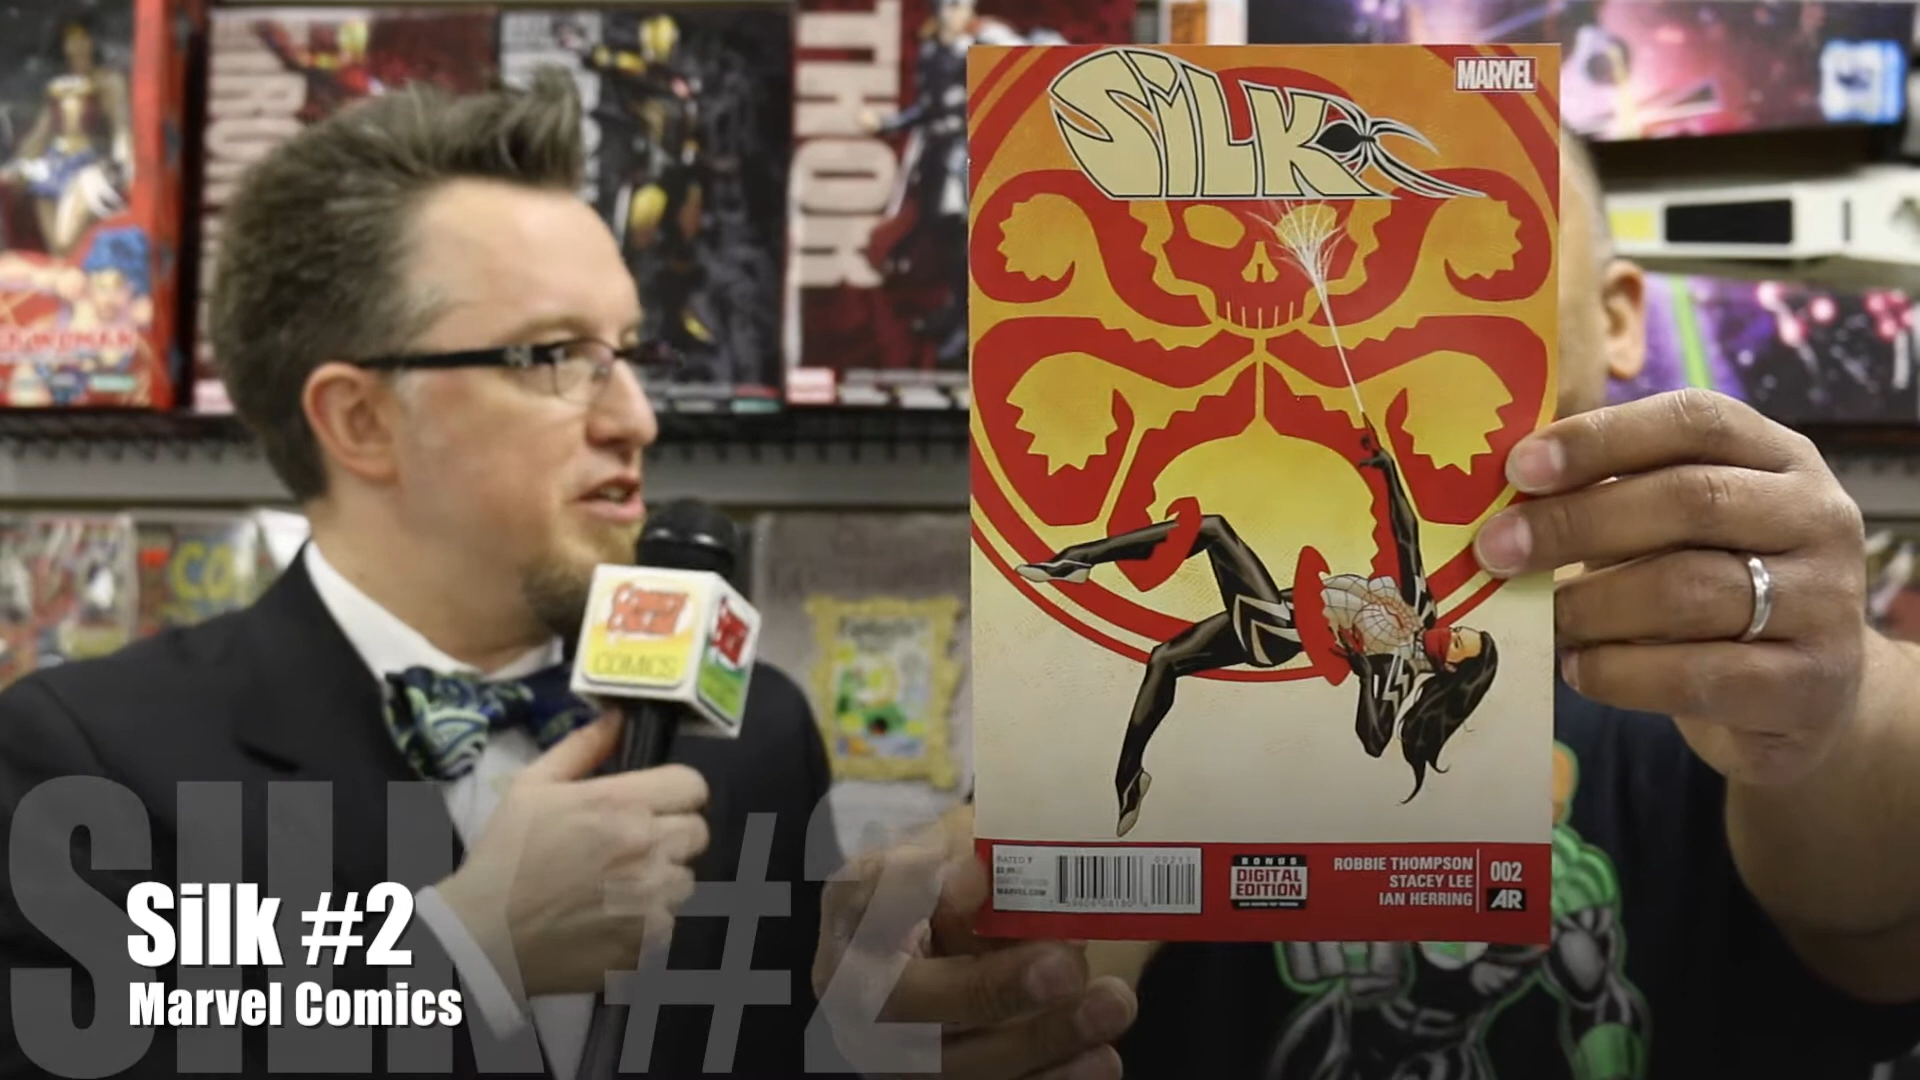 THOR
SiLK
MARVEL
COMICS
RATED T
MARVEL.COM
BONUS
DIGITAL
EDITION
ROBBIE THOMPSON
STACEY LEE
IAN HERRING
002
AR
SILK #2
Silk #2
Marvel Comics